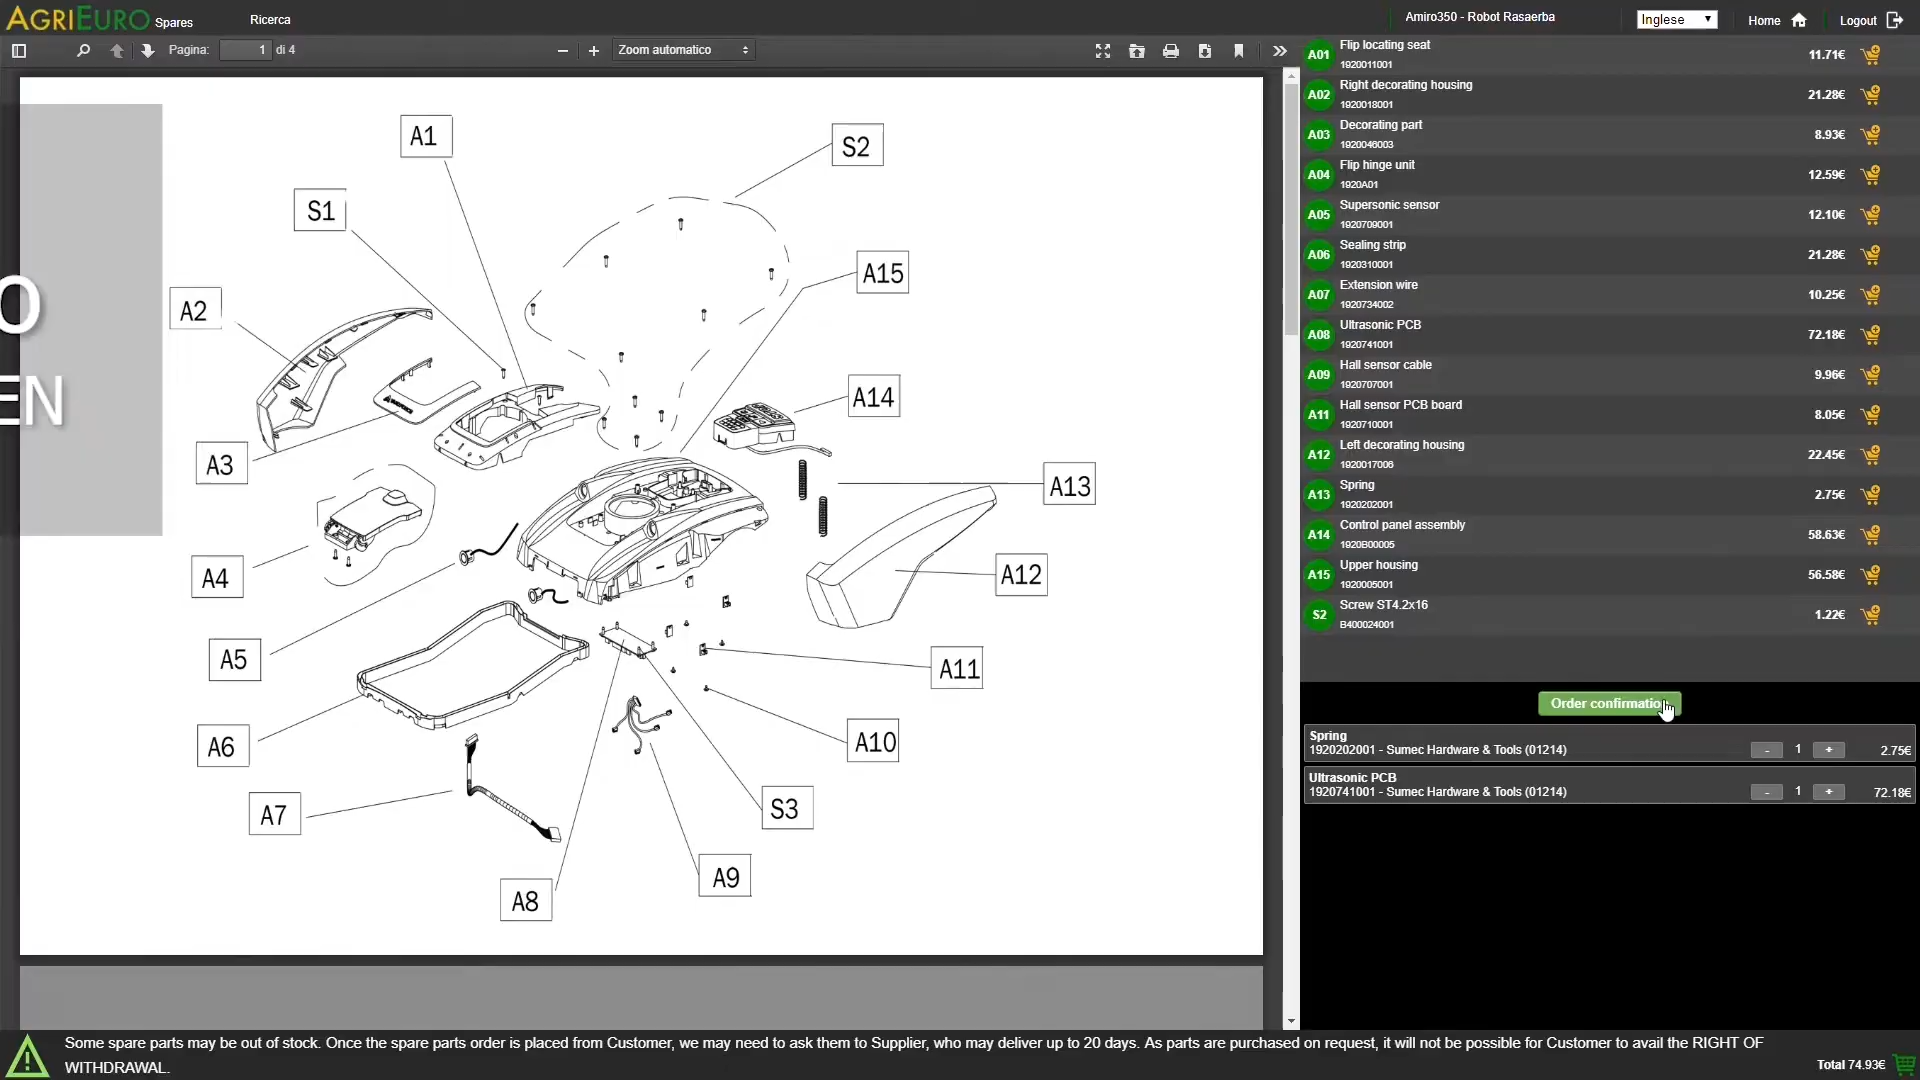 AGRIEURO Spares
Ricerca
Amiro350 - Robot Rasaerba
Inglese
Home
Logout
Pagina: 1 di 4
Zoom automatico
O
EN
A1
S2
S1
A15
A2
A14
A3
A13
A4
A12
A5
A11
A6
A10
A7
S3
A9
A8
A01 Flip locating seat 11.71€
1920011001
A02 Right decorating housing 21.28€
1920018001
A03 Decorating part 8.93€
1920046003
A04 Flip hinge unit 12.59€
1920A01
A05 Supersonic sensor 12.10€
1920709001
A06 Sealing strip 21.28€
1920310001
A07 Extension wire 10.25€
1920734002
A08 Ultrasonic PCB 72.18€
1920741001
A09 Hall sensor cable 9.96€
1920707001
A11 Hall sensor PCB board 8.05€
1920710001
A12 Left decorating housing 22.45€
1920017006
A13 Spring 2.75€
1920202001
A14 Control panel assembly 58.63€
1920B00005
A15 Upper housing 56.58€
1920005001
S2 Screw ST4.2x16 1.22€
B400024001
Order confirmation
Spring
1920202001 - Sumec Hardware & Tools (01214) - 1 + 2.75€
Ultrasonic PCB
1920741001 - Sumec Hardware & Tools (01214) - 1 + 72.18€
Some spare parts may be out of stock. Once the spare parts order is placed from Customer, we may need to ask them to Supplier, who may deliver up to 20 days. As parts are purchased on request, it will not be possible for Customer to avail the RIGHT OF
WITHDRAWAL.
Total 74.93€